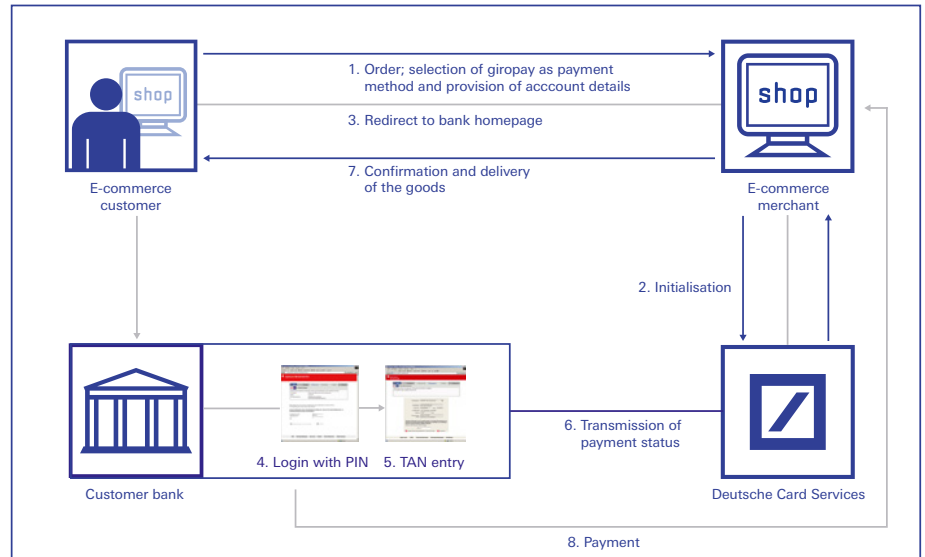 shop
shop
1. Order; selection of giropay as payment
method and provision of acccount details
3. Redirect to bank homepage
7. Confirmation and delivery
of the goods
E-commerce
customer
E-commerce
merchant
2. Initialisation
4. Login with PIN
5. TAN entry
6. Transmission of
payment status
Customer bank
Deutsche Card Services
8. Payment